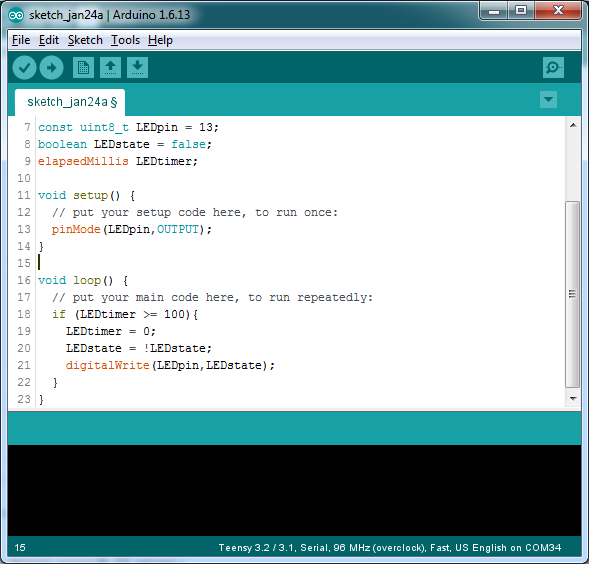 sketch_jan24a | Arduino 1.6.13
File Edit Sketch Tools Help
sketch_jan24a §
7 const uint8_t LEDpin = 13;
8 boolean LEDstate = false;
9 elapsedMillis LEDtimer;
10
11 void setup() {
12   // put your setup code here, to run once:
13   pinMode(LEDpin,OUTPUT);
14 }
15
16 void loop() {
17   // put your main code here, to run repeatedly:
18   if (LEDtimer >= 100){
19     LEDtimer = 0;
20     LEDstate = !LEDstate;
21     digitalWrite(LEDpin,LEDstate);
22   }
23 }
15 Teensy 3.2 / 3.1, Serial, 96 MHz (overclock), Fast, US English on COM34